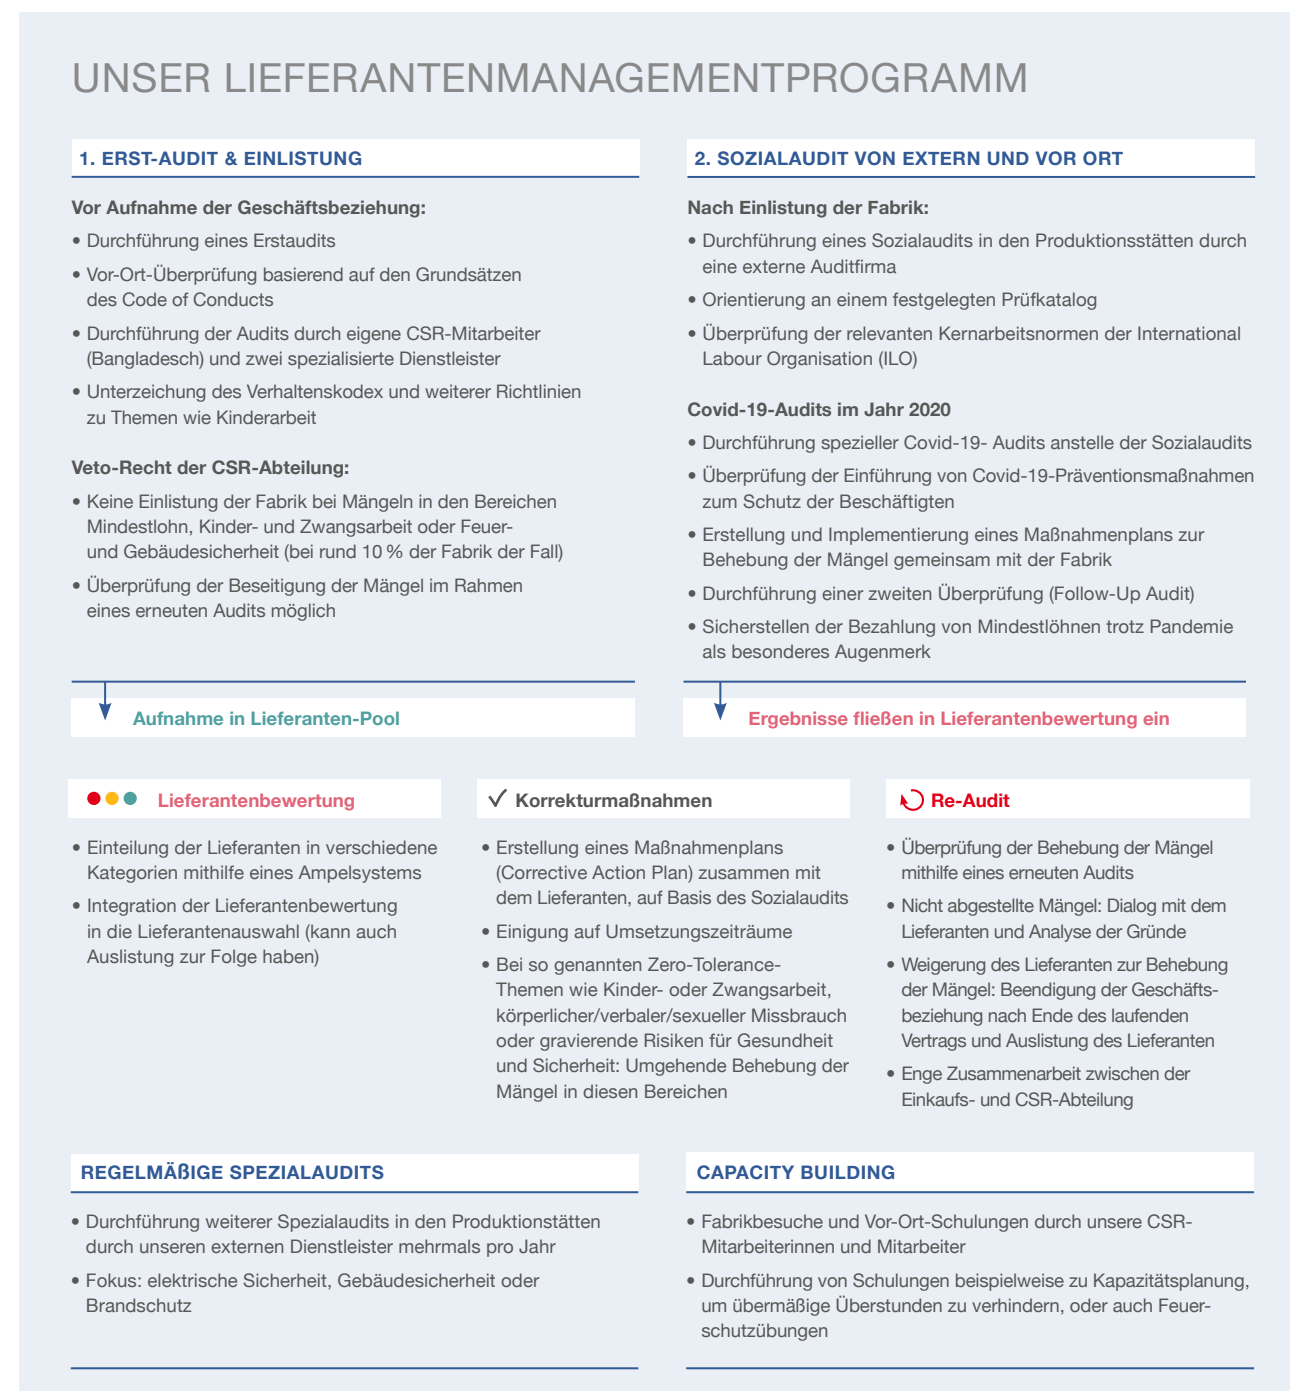 UNSER LIEFERANTENMANAGEMENTPROGRAMM
1. ERST-AUDIT & EINLISTUNG
Vor Aufnahme der Geschäftsbeziehung:
• Durchführung eines Erstaudits
• Vor-Ort-Überprüfung basierend auf den Grundsätzen
des Code of Conducts
• Durchführung der Audits durch eigene CSR-Mitarbeiter
(Bangladesch) und zwei spezialisierte Dienstleister
• Unterzeichung des Verhaltenskodex und weiterer Richtlinien
zu Themen wie Kinderarbeit
Veto-Recht der CSR-Abteilung:
• Keine Einlistung der Fabrik bei Mängeln in den Bereichen
Mindestlohn, Kinder- und Zwangsarbeit oder Feuer-
und Gebäudesicherheit (bei rund 10 % der Fabrik der Fall)
• Überprüfung der Beseitigung der Mängel im Rahmen
eines erneuten Audits möglich
Aufnahme in Lieferanten-Pool
2. SOZIALAUDIT VON EXTERN UND VOR ORT
Nach Einlistung der Fabrik:
• Durchführung eines Sozialaudits in den Produktionsstätten durch
eine externe Auditfirma
• Orientierung an einem festgelegten Prüfkatalog
• Überprüfung der relevanten Kernarbeitsnormen der International
Labour Organisation (ILO)
Covid-19-Audits im Jahr 2020
• Durchführung spezieller Covid-19- Audits anstelle der Sozialaudits
• Überprüfung der Einführung von Covid-19-Präventionsmaßnahmen
zum Schutz der Beschäftigten
• Erstellung und Implementierung eines Maßnahmenplans zur
Behebung der Mängel gemeinsam mit der Fabrik
• Durchführung einer zweiten Überprüfung (Follow-Up Audit)
• Sicherstellen der Bezahlung von Mindestlöhnen trotz Pandemie
als besonderes Augenmerk
Ergebnisse fließen in Lieferantenbewertung ein
Lieferantenbewertung
• Einteilung der Lieferanten in verschiedene
Kategorien mithilfe eines Ampelsystems
• Integration der Lieferantenbewertung
in die Lieferantenauswahl (kann auch
Auslistung zur Folge haben)
Korrekturmaßnahmen
• Erstellung eines Maßnahmenplans
(Corrective Action Plan) zusammen mit
dem Lieferanten, auf Basis des Sozialaudits
• Einigung auf Umsetzungszeiträume
• Bei so genannten Zero-Tolerance-
Themen wie Kinder- oder Zwangsarbeit,
körperlicher/verbaler/sexueller Missbrauch
oder gravierende Risiken für Gesundheit
und Sicherheit: Umgehende Behebung der
Mängel in diesen Bereichen
Re-Audit
• Überprüfung der Behebung der Mängel
mithilfe eines erneuten Audits
• Nicht abgestellte Mängel: Dialog mit dem
Lieferanten und Analyse der Gründe
• Weigerung des Lieferanten zur Behebung
der Mängel: Beendigung der Geschäfts-
beziehung nach Ende des laufenden
Vertrags und Auslistung des Lieferanten
• Enge Zusammenarbeit zwischen der
Einkaufs- und CSR-Abteilung
REGELMÄßIGE SPEZIALAUDITS
• Durchführung weiterer Spezialaudits in den Produktionstätten
durch unseren externen Dienstleister mehrmals pro Jahr
• Fokus: elektrische Sicherheit, Gebäudesicherheit oder
Brandschutz
CAPACITY BUILDING
• Fabrikbesuche und Vor-Ort-Schulungen durch unsere CSR-
Mitarbeiterinnen und Mitarbeiter
• Durchführung von Schulungen beispielweise zu Kapazitätsplanung,
um übermäßige Überstunden zu verhindern, oder auch Feuer-
schutzübungen